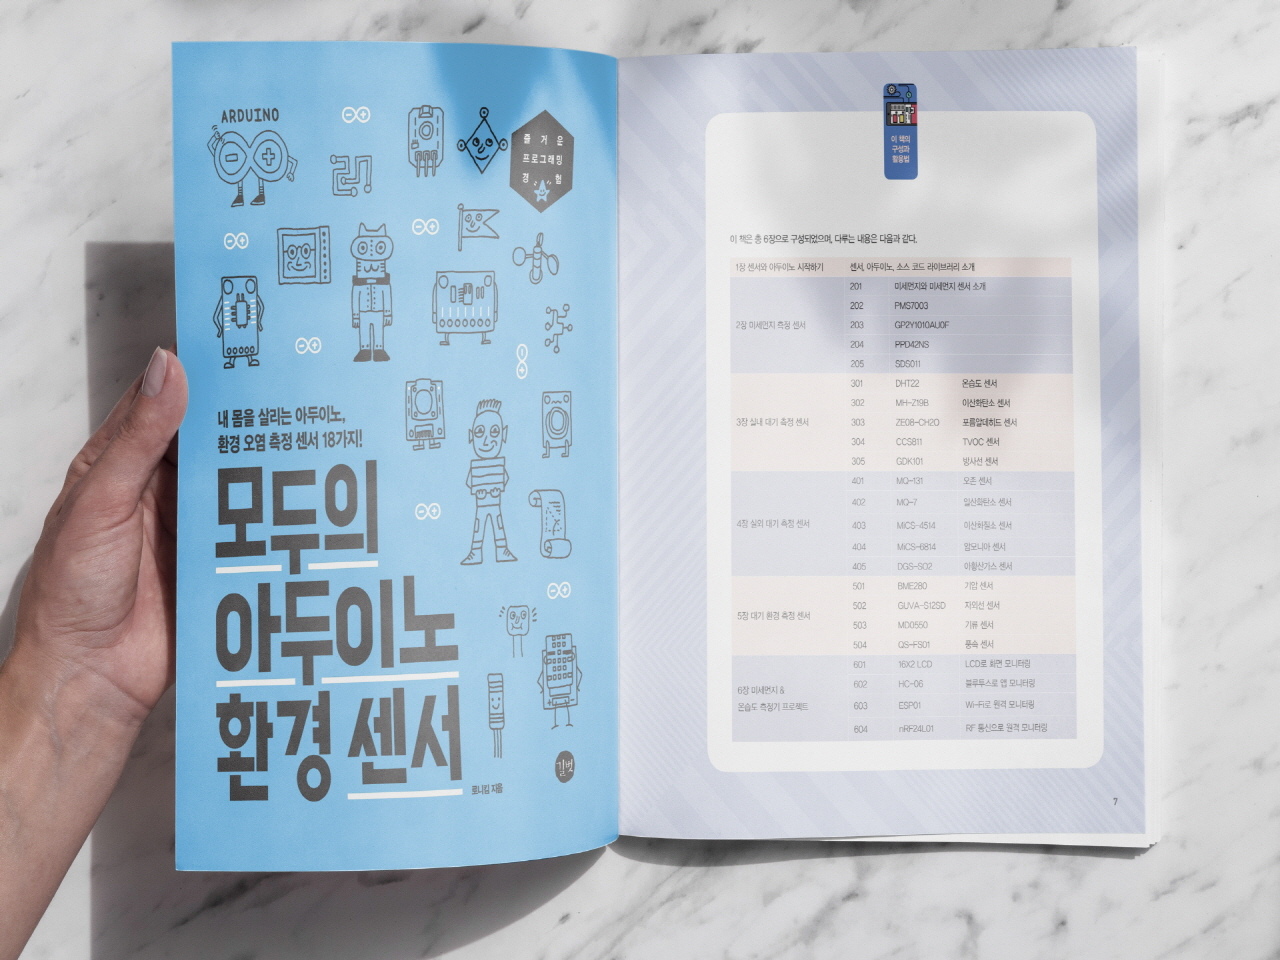 ARDUINO
즐 거 운
프로그래밍
경 험
내 몸을 살리는 아두이노,
환경 오염 측정 센서 18가지!
모두의
아두이노
환경 센서
로니킴 지음
길벗
이 책의
구성과
활용법
이 책은 총 6장으로 구성되었으며, 다루는 내용은 다음과 같다.
1장 센서와 아두이노 시작하기 센서, 아두이노, 소스 코드 라이브러리 소개
2장 미세먼지 측정 센서
201 미세먼지와 미세먼지 센서 소개
202 PMS7003
203 GP2Y1010AU0F
204 PPD42NS
205 SDS011
3장 실내 대기 측정 센서
301 DHT22 온습도 센서
302 MH-Z19B 이산화탄소 센서
303 ZE08-CH2O 포름알데히드 센서
304 CCS811 TVOC 센서
305 GDK101 방사선 센서
4장 실외 대기 측정 센서
401 MQ-131 오존 센서
402 MQ-7 일산화탄소 센서
403 MiCS-4514 이산화질소 센서
404 MiCS-6814 암모니아 센서
405 DGS-SO2 이황산가스 센서
5장 대기 환경 측정 센서
501 BME280 기압 센서
502 GUVA-S12SD 자외선 센서
503 MD0550 기류 센서
504 QS-FS01 풍속 센서
6장 미세먼지 &
온습도 측정기 프로젝트
601 16X2 LCD LCD로 화면 모니터링
602 HC-06 블루투스로 앱 모니터링
603 ESP01 Wi-Fi로 원격 모니터링
604 nRF24L01 RF 통신으로 원격 모니터링
7